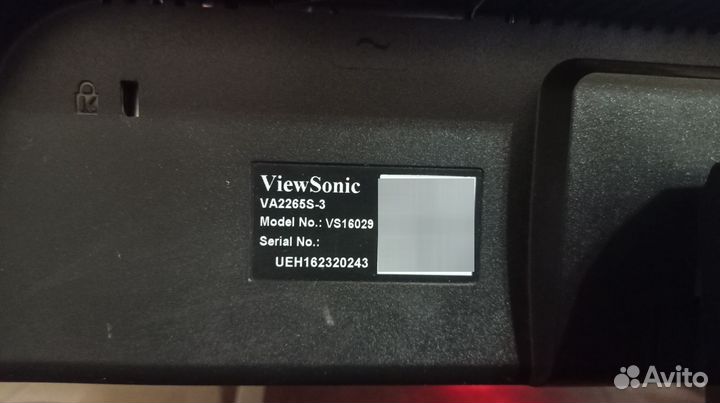 ViewSonic
VA2265S-3
Model No.: VS16029
Serial No.:
UEH162320243
Avito